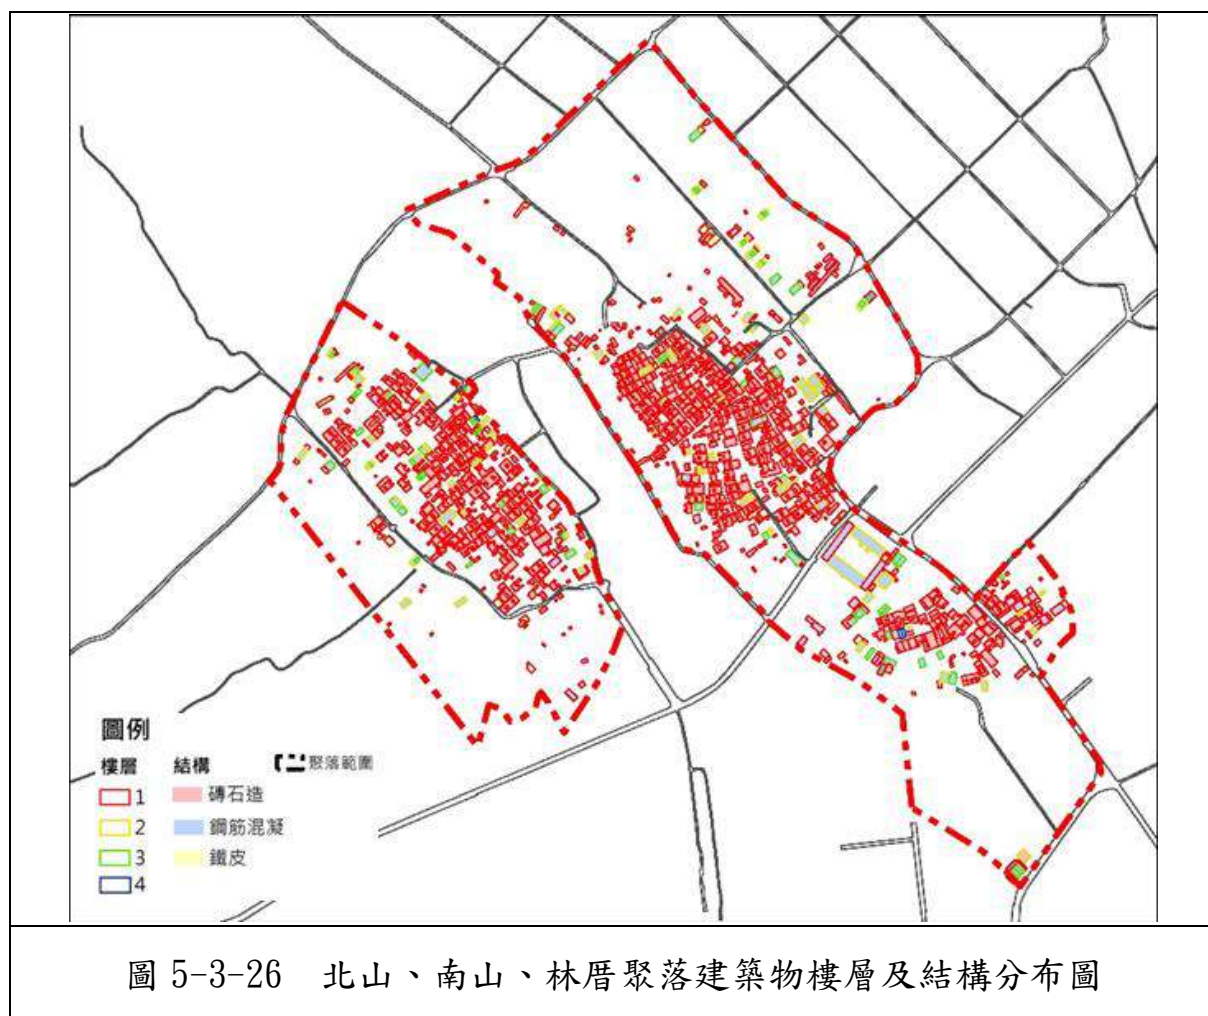 圖例
樓層 結構 聚落範圍
1 磚石造
2 鋼筋混凝
3 鐵皮
4
圖 5-3-26 北山、南山、林厝聚落建築物樓層及結構分布圖